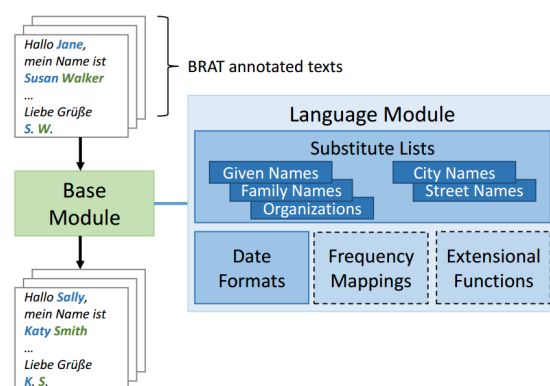 Hallo Jane,
mein Name ist
Susan Walker
...
Liebe Grüße
S. W.
BRAT annotated texts
Base
Module
Language Module
Substitute Lists
Given Names
Family Names
Organizations
City Names
Street Names
Date
Formats
Frequency
Mappings
Extensional
Functions
Hallo Sally,
mein Name ist
Katy Smith
...
Liebe Grüße
K. S.